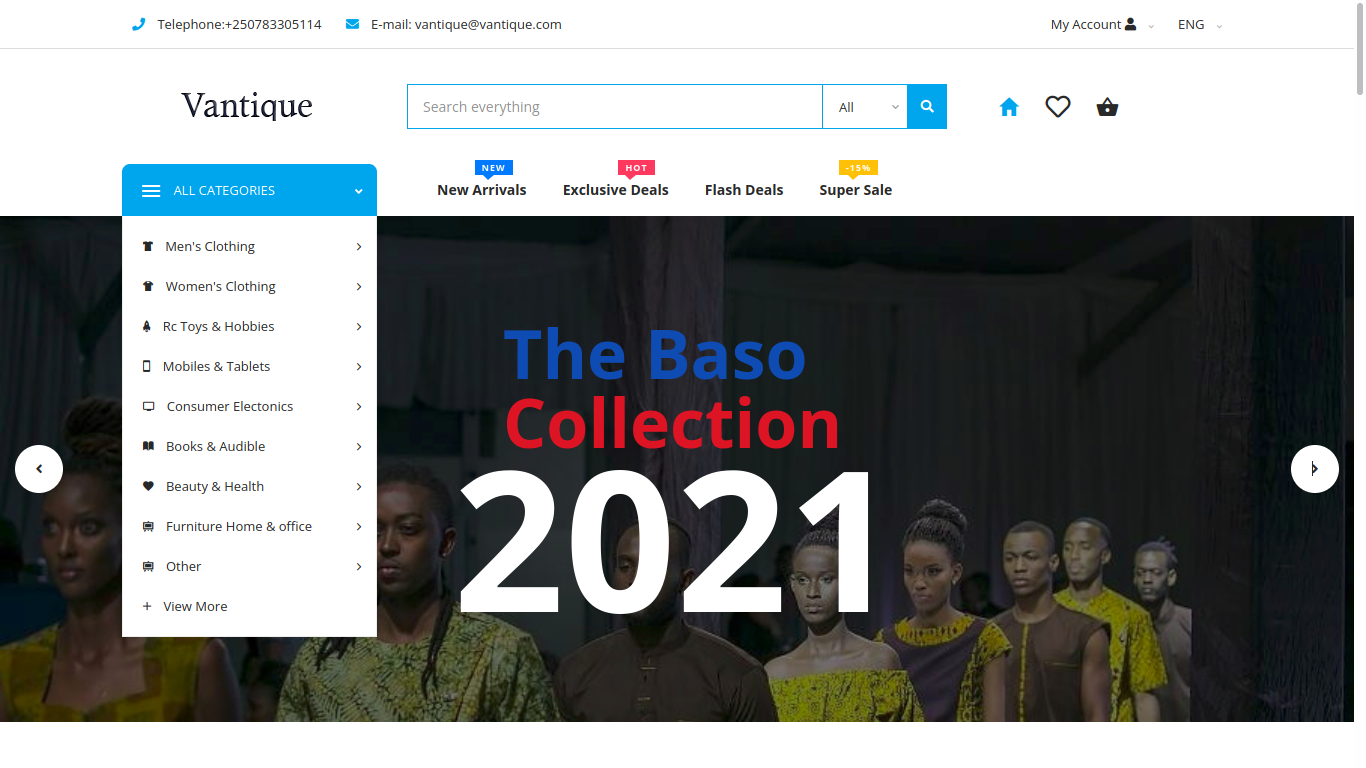 Telephone:+250783305114
E-mail: vantique@vantique.com
My Account
ENG
Vantique
Search everything
All
ALL CATEGORIES
NEW
New Arrivals
HOT
Exclusive Deals
Flash Deals
-15%
Super Sale
Men's Clothing
Women's Clothing
Rc Toys & Hobbies
Mobiles & Tablets
Consumer Electonics
Books & Audible
Beauty & Health
Furniture Home & office
Other
View More
The Baso
Collection
2021